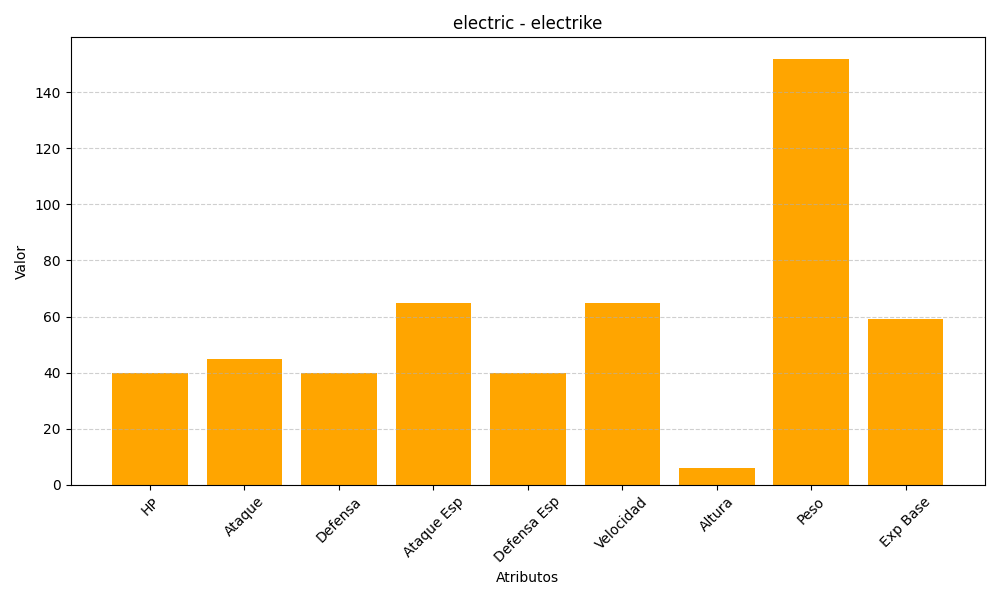 electric - electrike
Valor
140
120
100
80
60
40
20
0
HP
Ataque
Defensa
Ataque Esp
Defensa Esp
Velocidad
Altura
Peso
Exp Base
Atributos